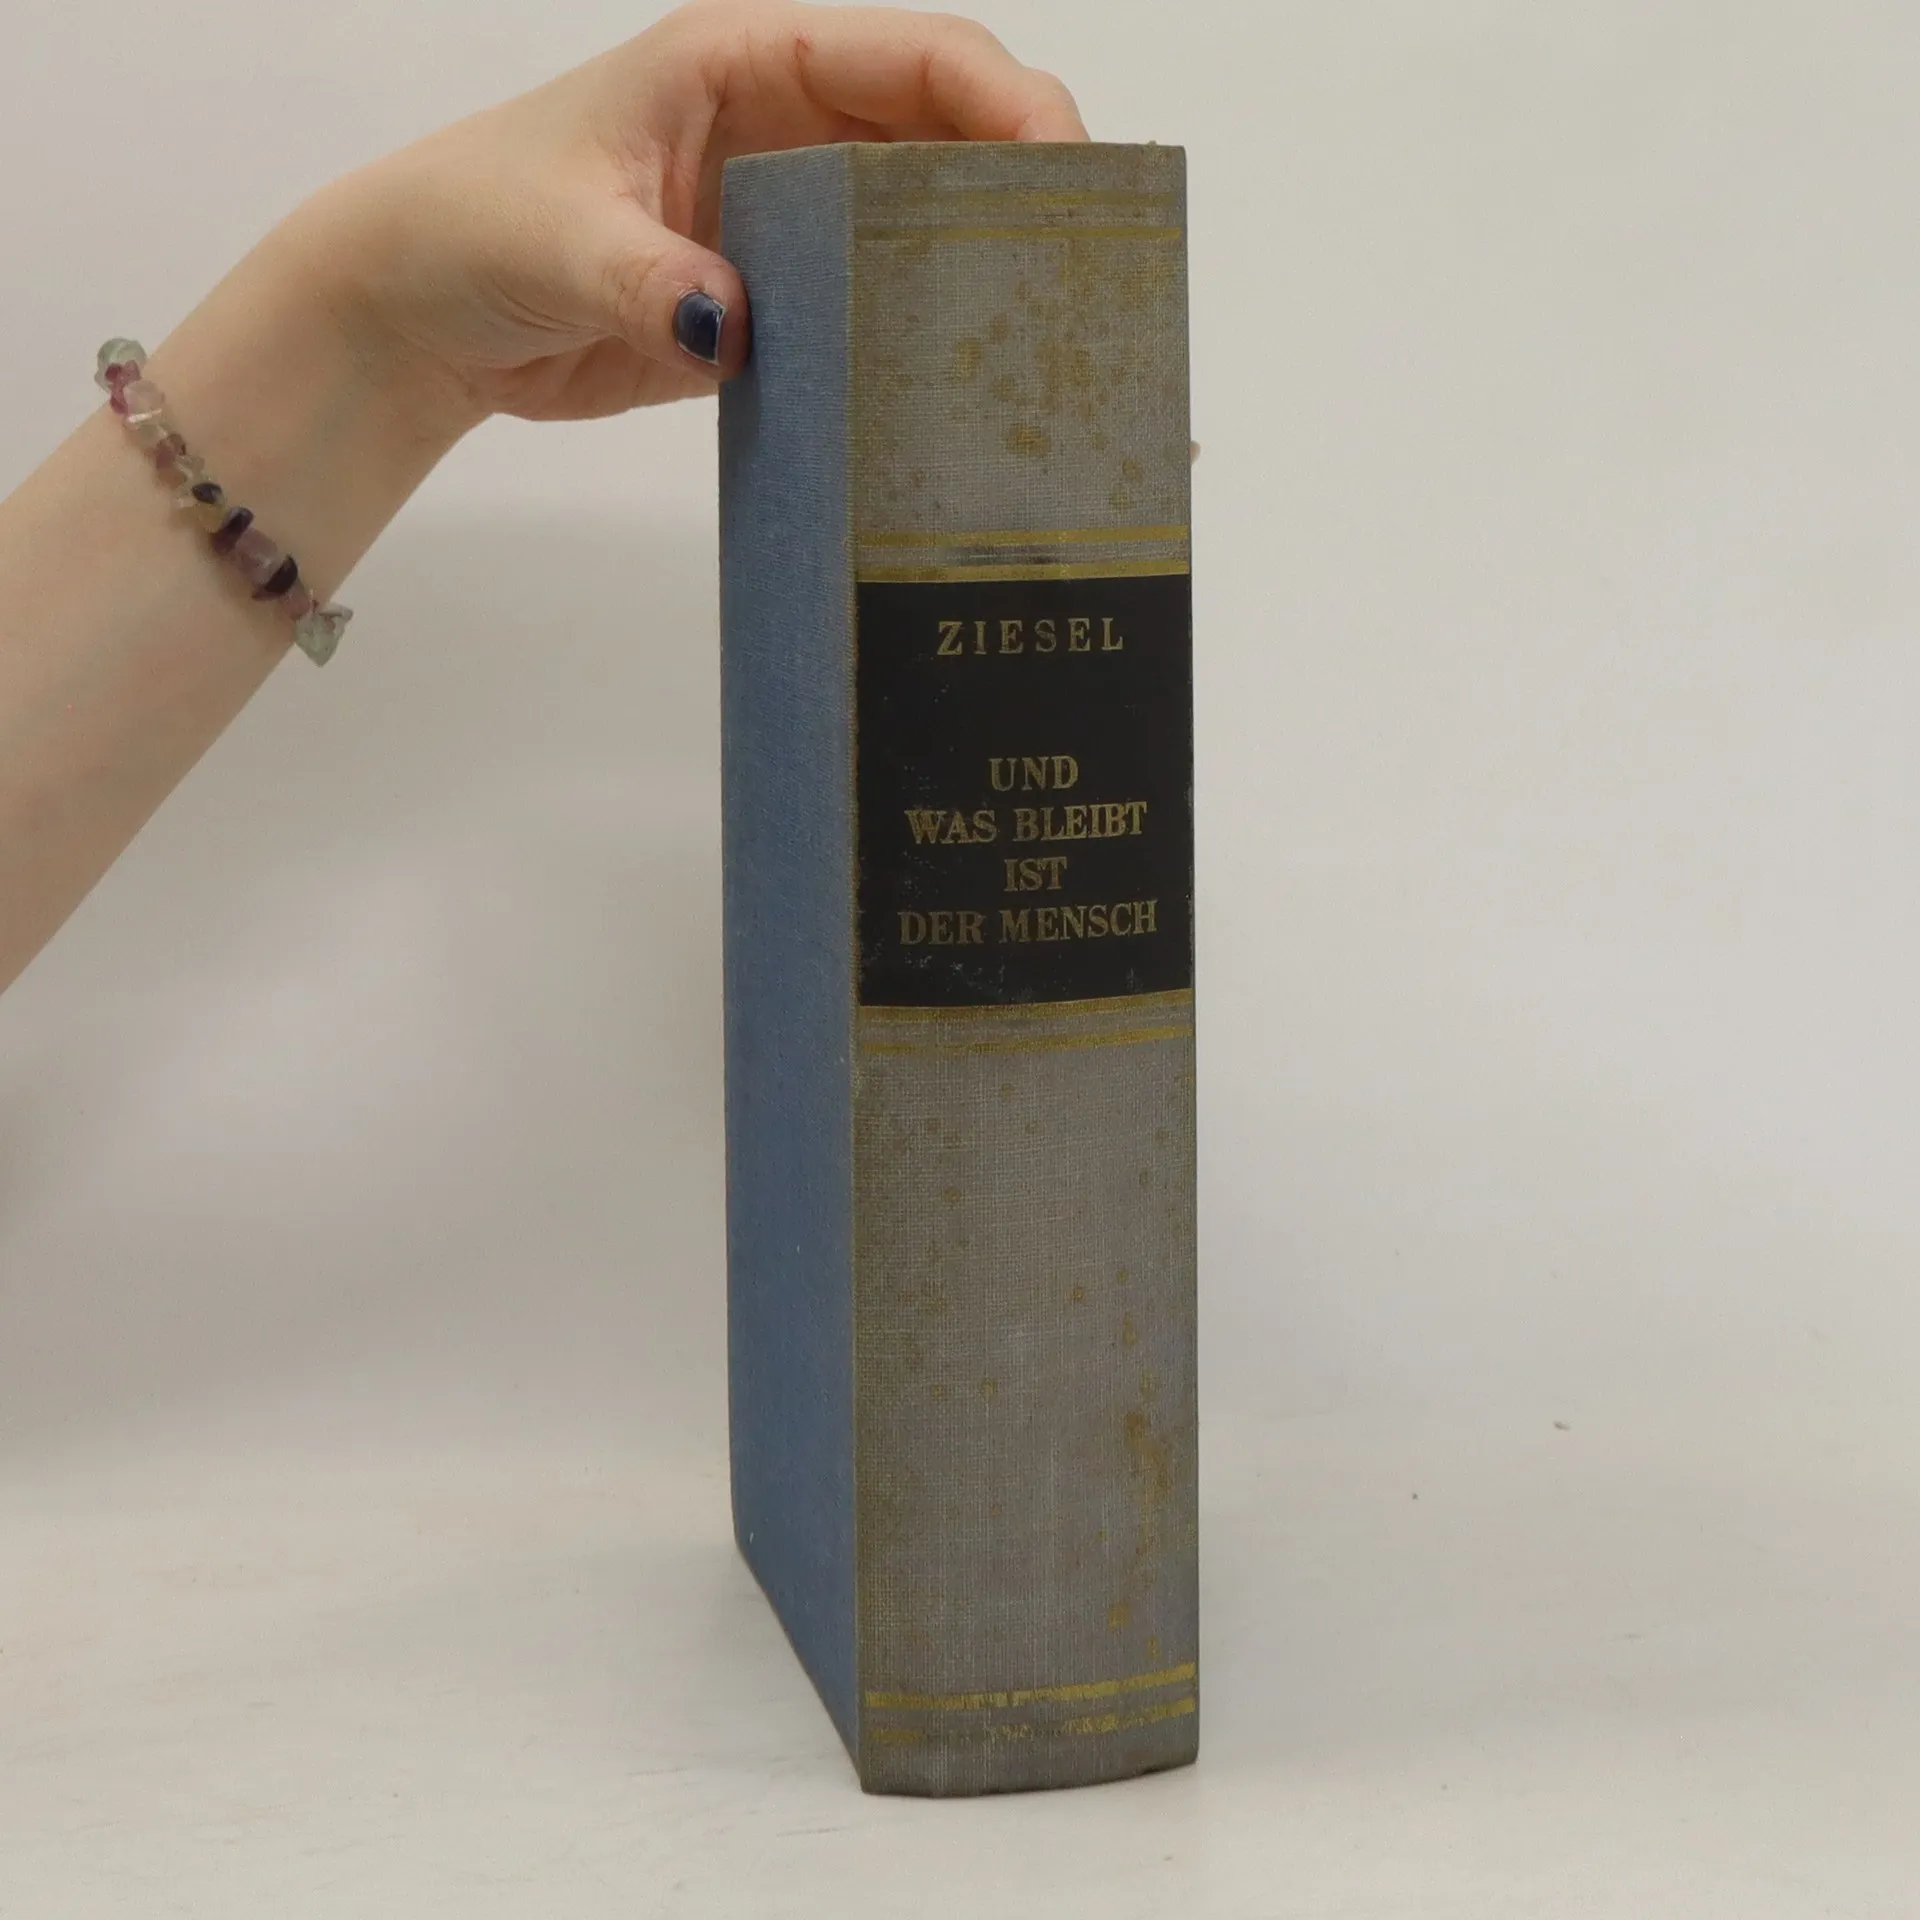 ZIESEL
UND
WAS BLEIBT
IST
DER MENSCH